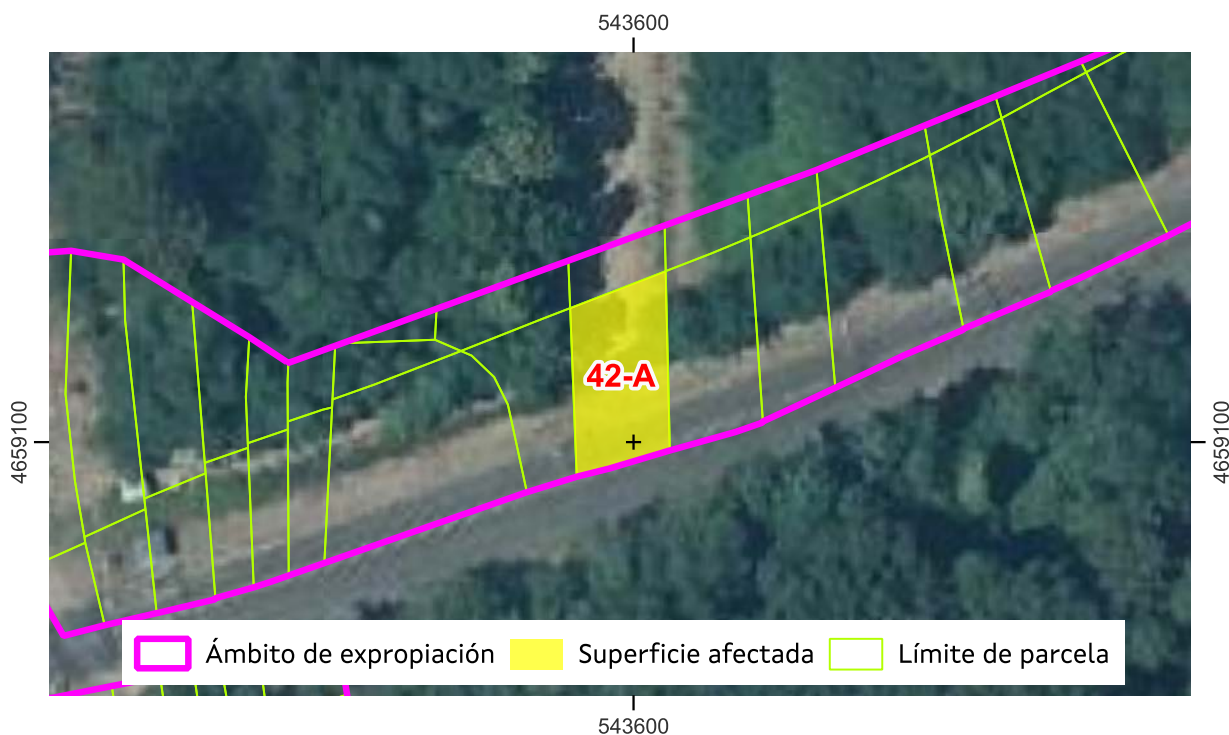 543600
4659100
4659100
42-A
Ámbito de expropiación
Superficie afectada
Límite de parcela
543600